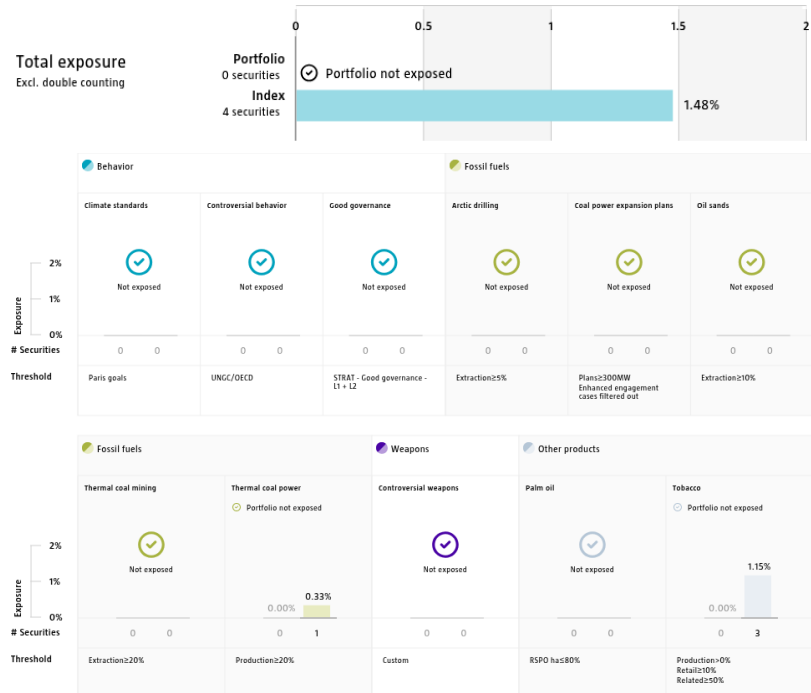 0 0.5 1 1.5 2
Total exposure
Excl. double counting
Portfolio
0 securities
Portfolio not exposed
Index
4 securities
1.48%
Behavior
Fossil fuels
Climate standards
Controversial behavior
Good governance
Arctic drilling
Coal power expansion plans
Oil sands
Exposure
2%
1%
0%
Not exposed
Not exposed
Not exposed
Not exposed
Not exposed
Not exposed
# Securities
0 0
0 0
0 0
0 0
0 0
0 0
Threshold
Paris goals
UNGC/OECD
STRAT - Good governance -
L1 + L2
Extraction≥5%
Plans≥300MW
Enhanced engagement
cases filtered out
Extraction≥10%
Fossil fuels
Weapons
Other products
Thermal coal mining
Thermal coal power
Controversial weapons
Palm oil
Tobacco
Portfolio not exposed
Portfolio not exposed
Exposure
2%
1%
0%
Not exposed
0.00%
0.33%
Not exposed
Not exposed
0.00%
1.15%
# Securities
0 0
0 1
0 0
0 0
0 3
Threshold
Extraction≥20%
Production≥20%
Custom
RSPO ha≤80%
Production>0%
Retail≥10%
Related≥50%